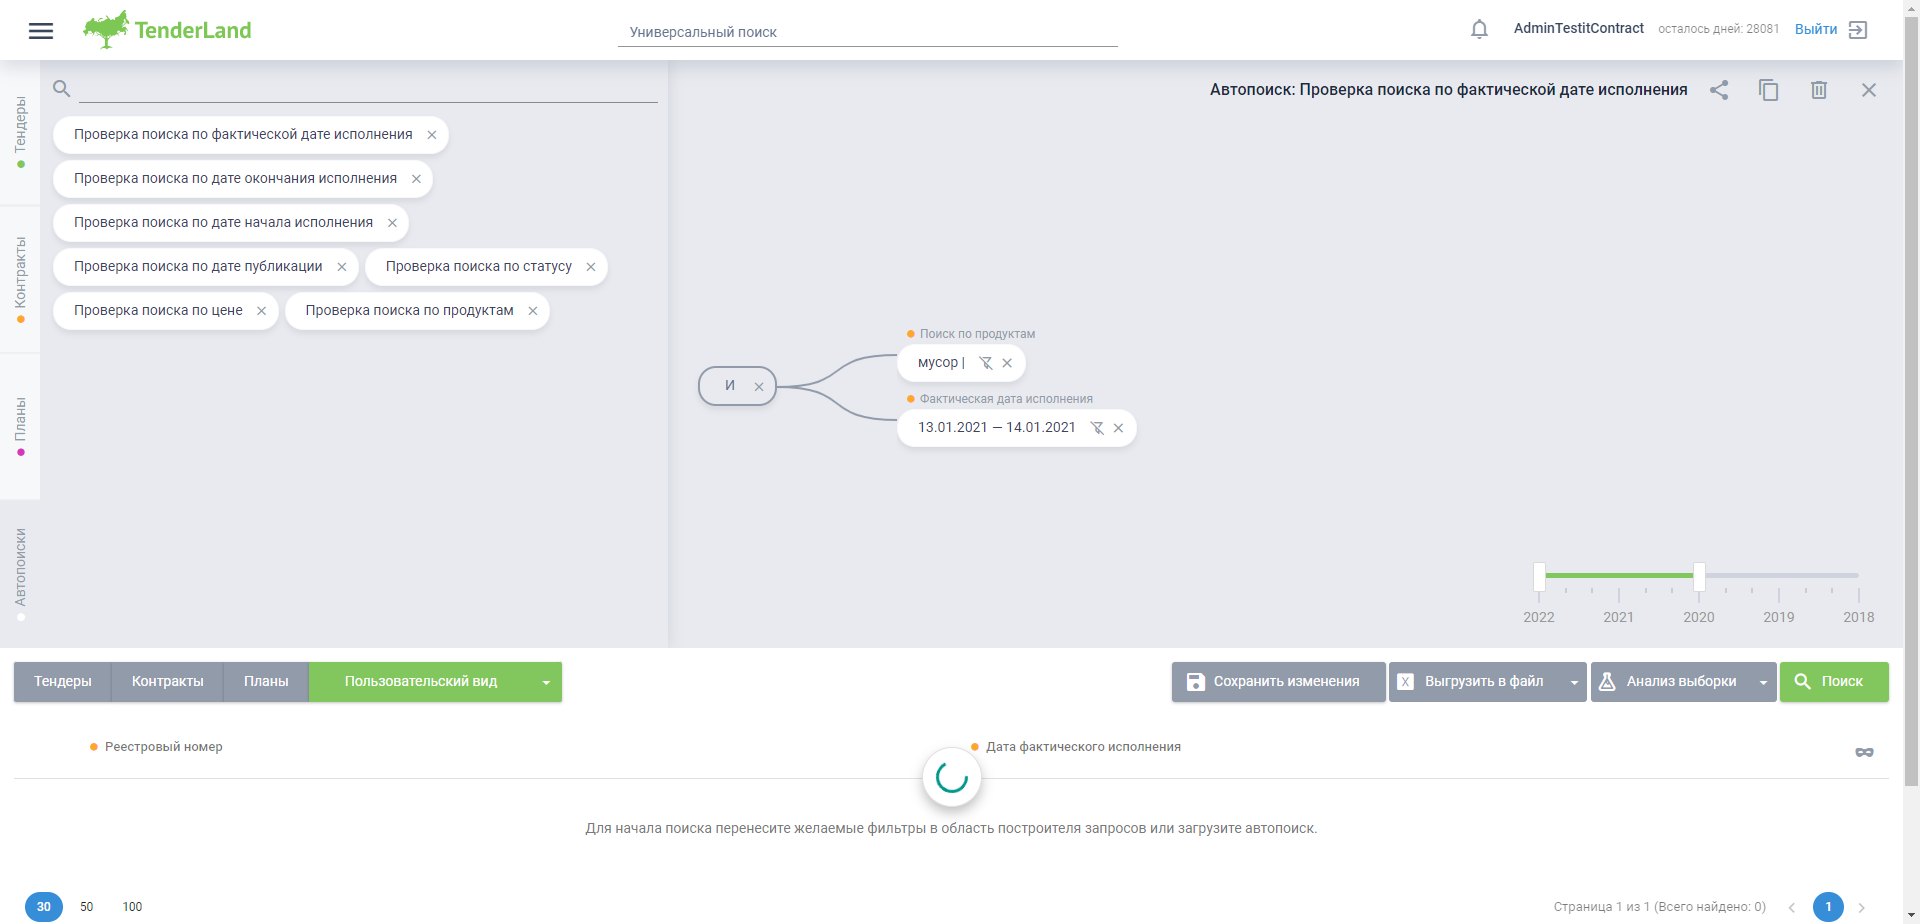 TenderLand
Универсальный поиск
AdminTestitContract
осталось дней: 28081
Выйти
Тендеры
Контракты
Планы
Автопоиски
Проверка поиска по фактической дате исполнения
Проверка поиска по дате окончания исполнения
Проверка поиска по дате начала исполнения
Проверка поиска по дате публикации
Проверка поиска по статусу
Проверка поиска по цене
Проверка поиска по продуктам
Автопоиск: Проверка поиска по фактической дате исполнения
И
Поиск по продуктам
мусор |
Фактическая дата исполнения
13.01.2021 — 14.01.2021
2022 2021 2020 2019 2018
Тендеры
Контракты
Планы
Пользовательский вид
Сохранить изменения
X Выгрузить в файл
Анализ выборки
Поиск
Реестровый номер
Дата фактического исполнения
Для начала поиска перенесите желаемые фильтры в область построителя запросов или загрузите автопоиск.
30 50 100
Страница 1 из 1 (Всего найдено: 0)
1